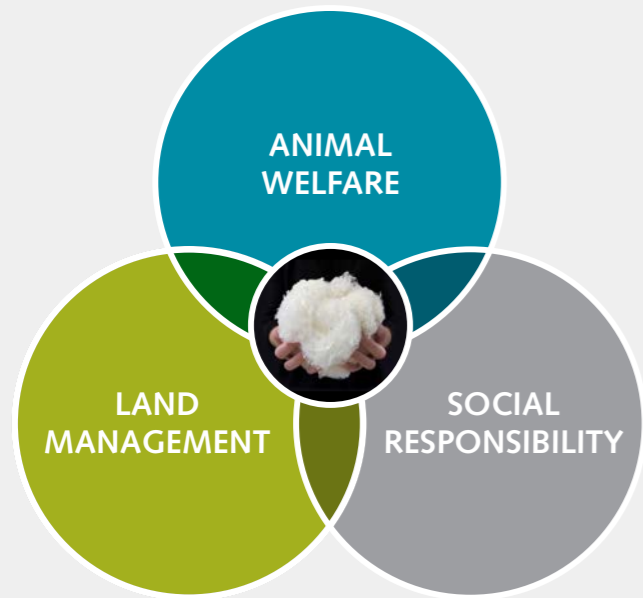 ANIMAL
WELFARE
LAND
MANAGEMENT
SOCIAL
RESPONSIBILITY